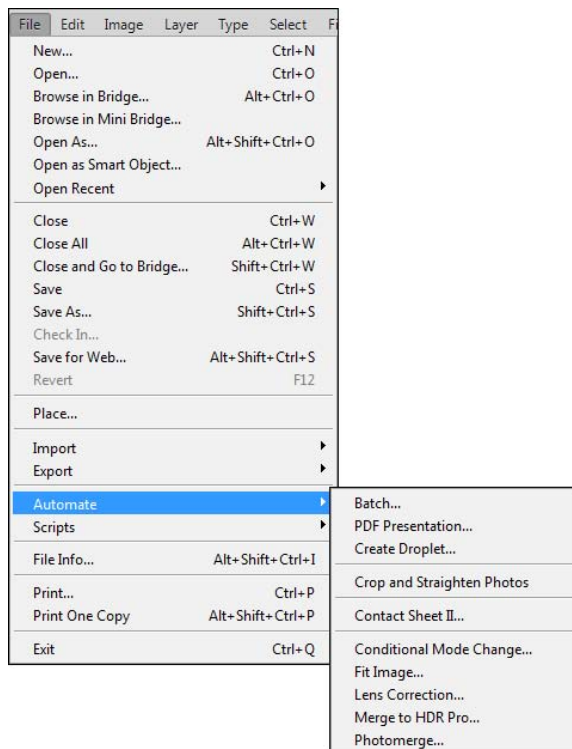 File Edit Image Layer Type Select Fi
New... Ctrl+N
Open... Ctrl+O
Browse in Bridge... Alt+Ctrl+O
Browse in Mini Bridge...
Open As... Alt+Shift+Ctrl+O
Open as Smart Object...
Open Recent
Close Ctrl+W
Close All Alt+Ctrl+W
Close and Go to Bridge... Shift+Ctrl+W
Save Ctrl+S
Save As... Shift+Ctrl+S
Check In...
Save for Web... Alt+Shift+Ctrl+S
Revert F12
Place...
Import
Export
Automate
Scripts
File Info... Alt+Shift+Ctrl+I
Print... Ctrl+P
Print One Copy Alt+Shift+Ctrl+P
Exit Ctrl+Q
Batch...
PDF Presentation...
Create Droplet...
Crop and Straighten Photos
Contact Sheet II...
Conditional Mode Change...
Fit Image...
Lens Correction...
Merge to HDR Pro...
Photomerge...